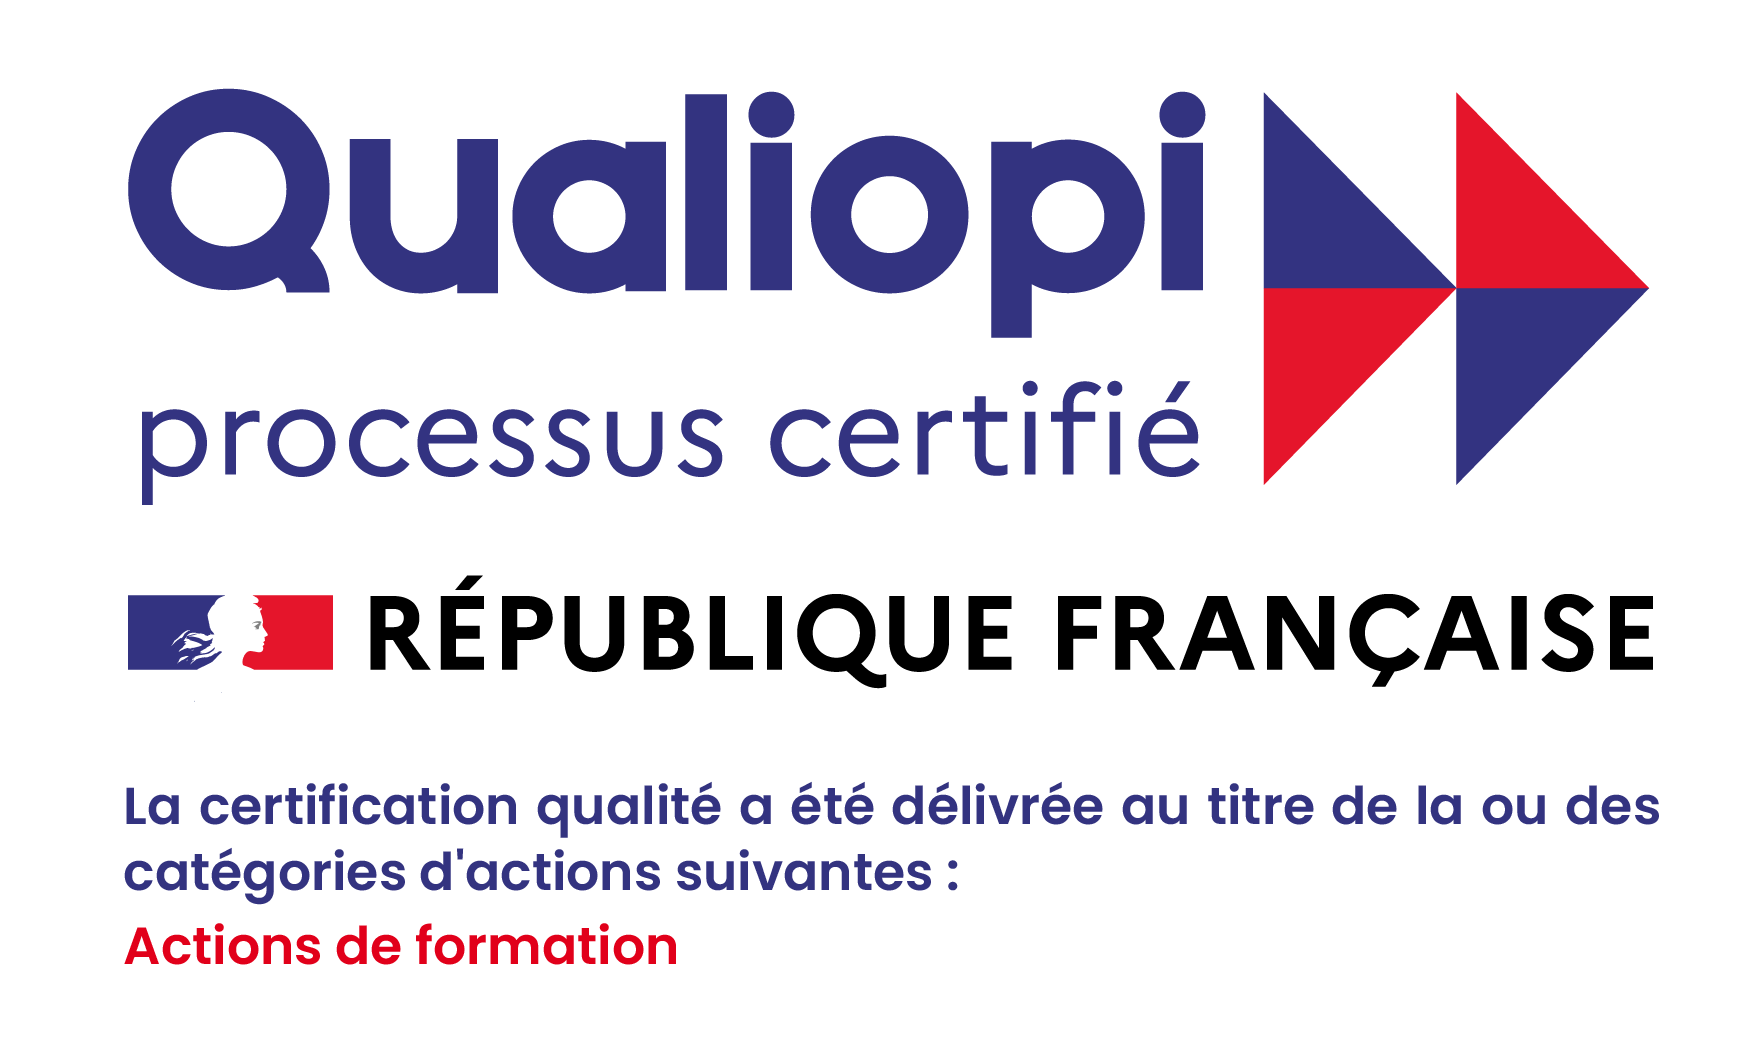 Qualiopi
processus certifié
RÉPUBLIQUE FRANÇAISE
La certification qualité a été délivrée au titre de la ou des
catégories d'actions suivantes :
Actions de formation